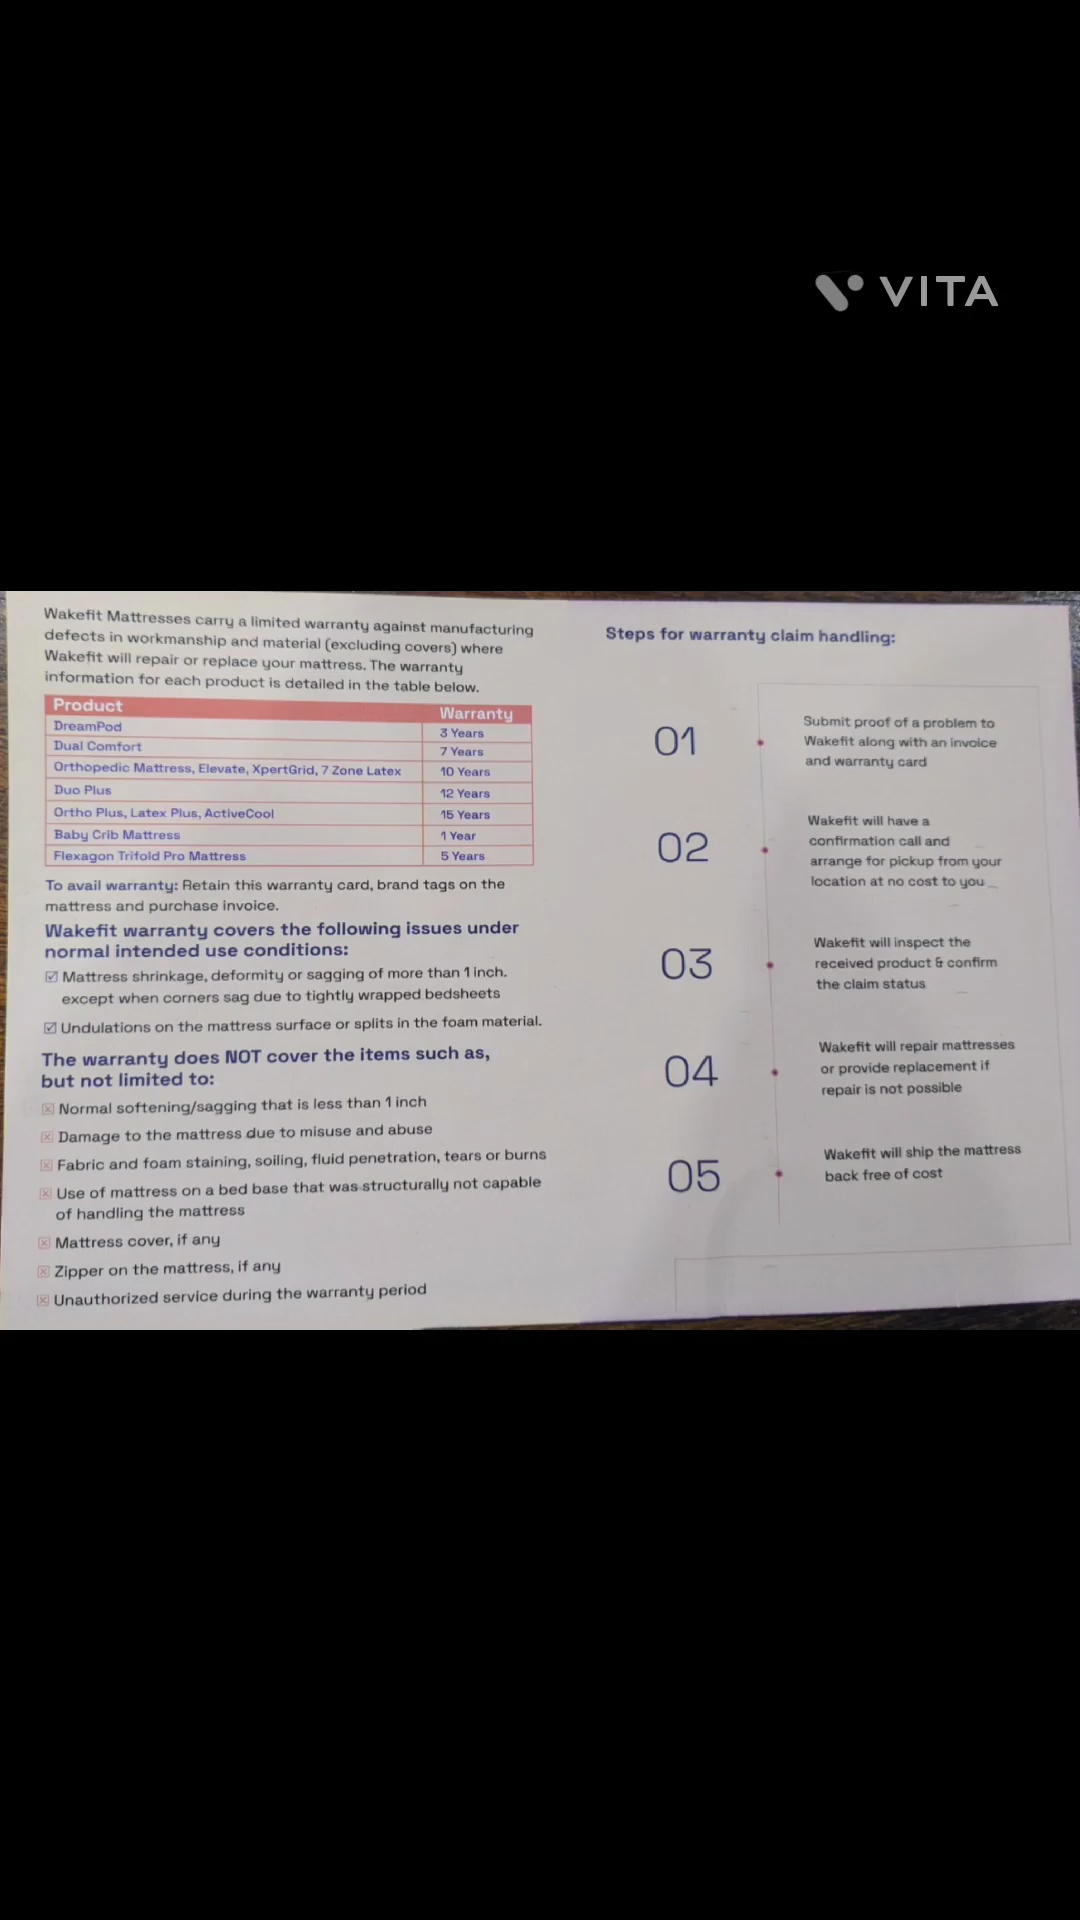 VITA
Wakefit Mattresses carry a limited warranty against manufacturing
defects in workmanship and material (excluding covers) where
Wakefit will repair or replace your mattress. The warranty
information for each product is detailed in the table below.
Product Warranty
DreamPod 3 Years
Dual Comfort 7 Years
Orthopedic Mattress, Elevate, XpertGrid, 7 Zone Latex 10 Years
Duo Plus 12 Years
Ortho Plus, Latex Plus, ActiveCool 15 Years
Baby Crib Mattress 1 Year
Flexagon Trifold Pro Mattress 5 Years
To avail warranty: Retain this warranty card, brand tags on the
mattress and purchase invoice.
Wakefit warranty covers the following issues under
normal intended use conditions:
Mattress shrinkage, deformity or sagging of more than 1 inch.
except when corners sag due to tightly wrapped bedsheets
Undulations on the mattress surface or splits in the foam material.
The warranty does NOT cover the items such as,
but not limited to:
Normal softening/sagging that is less than 1 inch
Damage to the mattress due to misuse and abuse
Fabric and foam staining, soiling, fluid penetration, tears or burns
Use of mattress on a bed base that was structurally not capable
of handling the mattress
Mattress cover, if any
Zipper on the mattress, if any
Unauthorized service during the warranty period
Steps for warranty claim handling:
01
Submit proof of a problem to
Wakefit along with an invoice
and warranty card
02
Wakefit will have a
confirmation call and
arrange for pickup from your
location at no cost to you
03
Wakefit will inspect the
received product & confirm
the claim status
04
Wakefit will repair mattresses
or provide replacement if
repair is not possible
05
Wakefit will ship the mattress
back free of cost